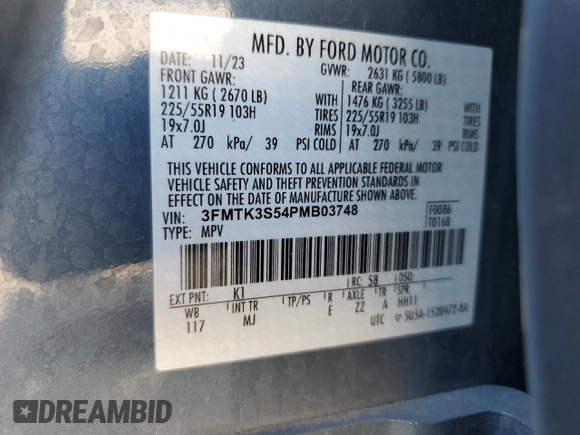 MFD. BY FORD MOTOR CO.
DATE: 11/23 GVWR: 2631 KG ( 5800 LB)
FRONT GAWR: REAR GAWR:
1211 KG ( 2670 LB) WITH 1476 KG ( 3255 LB) WITH
225/55R19 103H TIRES 225/55R19 103H TIRES
19x7.0J RIMS 19x7.0J RIMS
AT 270 kPa/ 39 PSI COLD AT 270 kPa/ 39 PSI COLD
THIS VEHICLE CONFORMS TO ALL APPLICABLE FEDERAL MOTOR
VEHICLE SAFETY AND THEFT PREVENTION STANDARDS IN
EFFECT ON THE DATE OF MANUFACTURE SHOWN ABOVE.
VIN: 3FMTK3S54PMB03748 F0086
TYPE: MPV T0168
EXT PNT: K1 RC: 58 DSO:
WB INT TR TP/PS R AXLE TR SPR
117 MJ E ZZ A HH11
UTC 5U5A-1520472-BA
DREAMBID